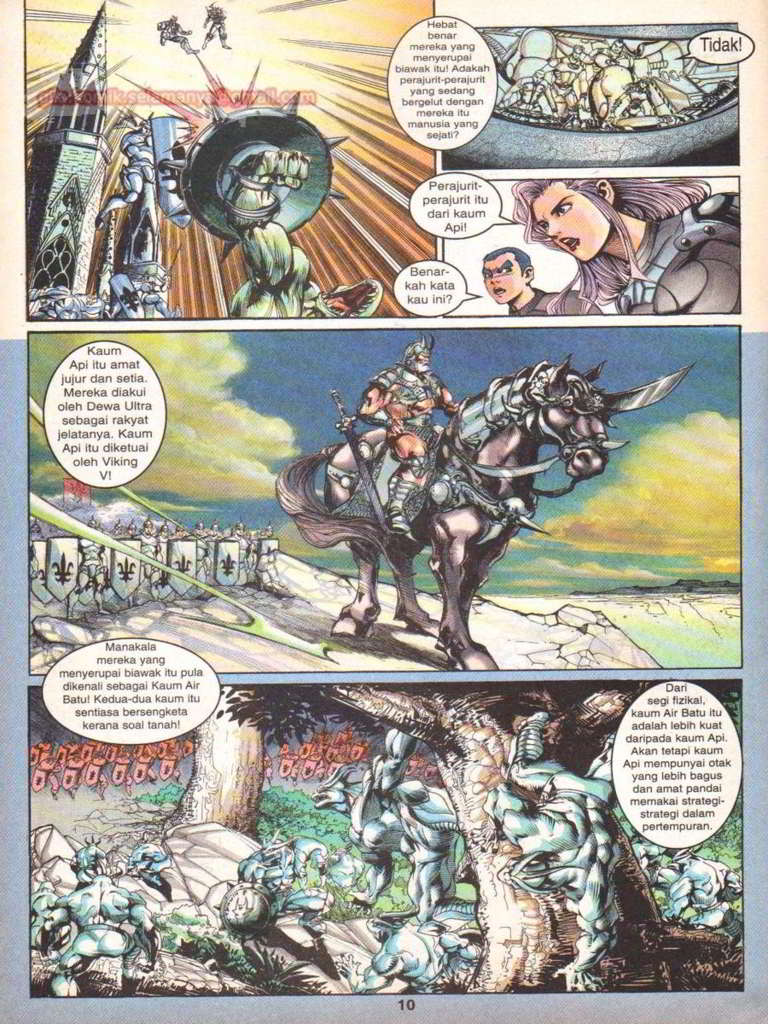 Hebat
benar
mereka yang
menyerupai
biawak itu! Adakah
perajurit-perajurit
yang sedang
bergelut dengan
mereka itu
manusia yang
sejati?
Tidak!
Perajurit-
perajurit itu
dari kaum
Api!
Benar-
kah kata
kau ini?
Kaum
Api itu amat
jujur dan setia.
Mereka diakui
oleh Dewa Ultra
sebagai rakyat
jelatanya. Kaum
Api itu diketuai
oleh Viking
V!
Manakala
mereka yang
menyerupai biawak itu pula
dikenali sebagai Kaum Air
Batu! Kedua-dua kaum itu
sentiasa bersengketa
kerana soal tanah!
Dari
segi fizikal,
kaum Air Batu itu
adalah lebih kuat
daripada kaum Api.
Akan tetapi kaum
Api mempunyai otak
yang lebih bagus
dan amat pandai
memakai strategi-
strategi dalam
pertempuran.
10